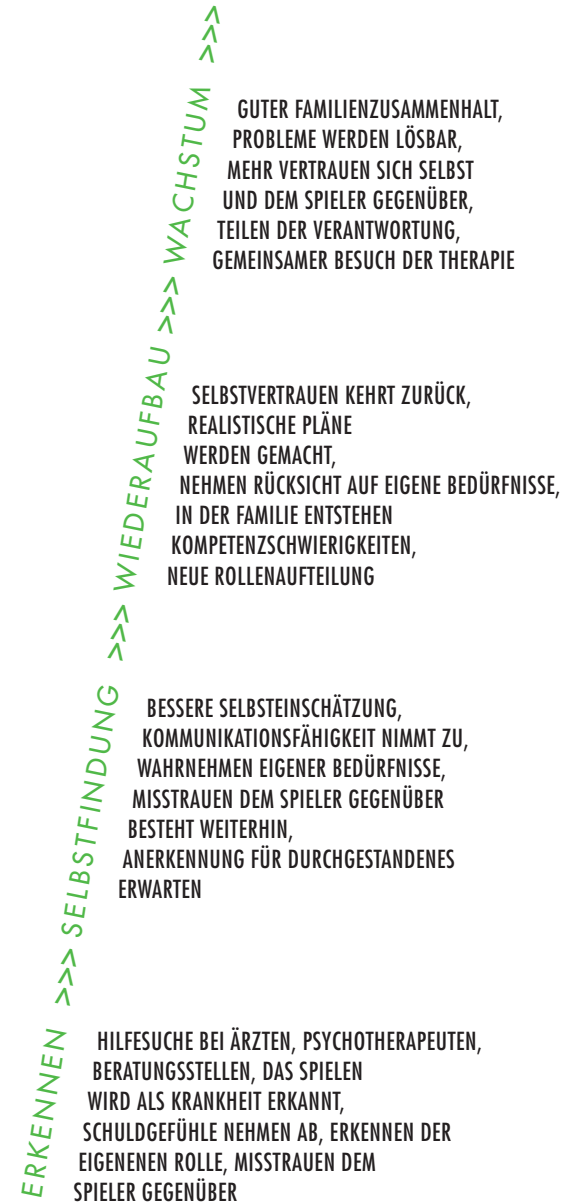 >>>
WACHSTUM
GUTER FAMILIENZUSAMMENHALT,
PROBLEME WERDEN LÖSBAR,
MEHR VERTRAUEN SICH SELBST
UND DEM SPIELER GEGENÜBER,
TEILEN DER VERANTWORTUNG,
GEMEINSAMER BESUCH DER THERAPIE
>>>
WIEDERAUFBAU
SELBSTVERTRAUEN KEHRT ZURÜCK,
REALISTISCHE PLÄNE
WERDEN GEMACHT,
NEHMEN RÜCKSICHT AUF EIGENE BEDÜRFNISSE,
IN DER FAMILIE ENTSTEHEN
KOMPETENZSCHWIERIGKEITEN,
NEUE ROLLENAUFTEILUNG
>>>
SELBSTFINDUNG
BESSERE SELBSTEINSCHÄTZUNG,
KOMMUNIKATIONSFÄHIGKEIT NIMMT ZU,
WAHRNEHMEN EIGENER BEDÜRFNISSE,
MISSTRAUEN DEM SPIELER GEGENÜBER
BESTEHT WEITERHIN,
ANERKENNUNG FÜR DURCHGESTANDENES
ERWARTEN
>>>
ERKENNEN
HILFESUCHE BEI ÄRZTEN, PSYCHOTHERAPEUTEN,
BERATUNGSSTELLEN, DAS SPIELEN
WIRD ALS KRANKHEIT ERKANNT,
SCHULDGEFÜHLE NEHMEN AB, ERKENNEN DER
EIGENENEN ROLLE, MISSTRAUEN DEM
SPIELER GEGENÜBER